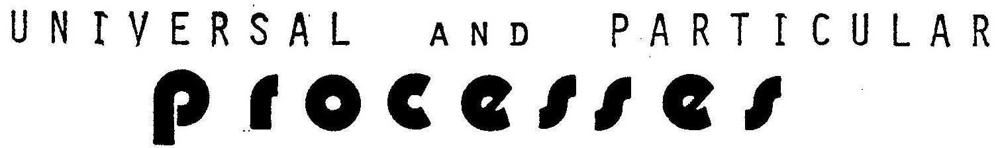 UNIVERSAL AND PARTICULAR
processes